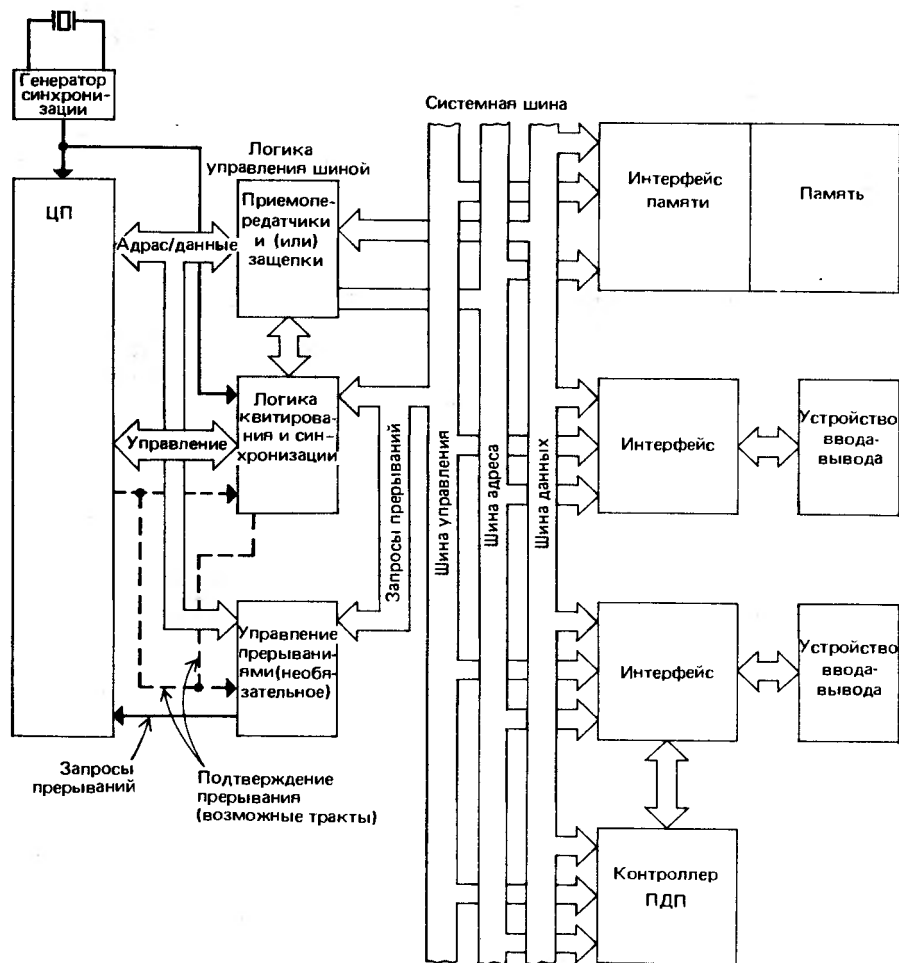 Генератор
синхрони-
зации
Системная шина
Логика
управления шиной
ЦП
Приемопе-
редатчики
и (или)
защелки
Адрас/данные
Интерфейс
памяти
Память
Логика
квитирова-
ния и син-
хронизации
Управление
Запросы прерываний
Шина управления
Шина адреса
Шина данных
Интерфейс
Устройство
ввода-
вывода
Управление
прерывани-
ями(необя-
зательное)
Интерфейс
Устройство
ввода-
вывода
Запросы
прерываний
Подтверждение
прерывания
(возможные тракты)
Контроллер
ПДП